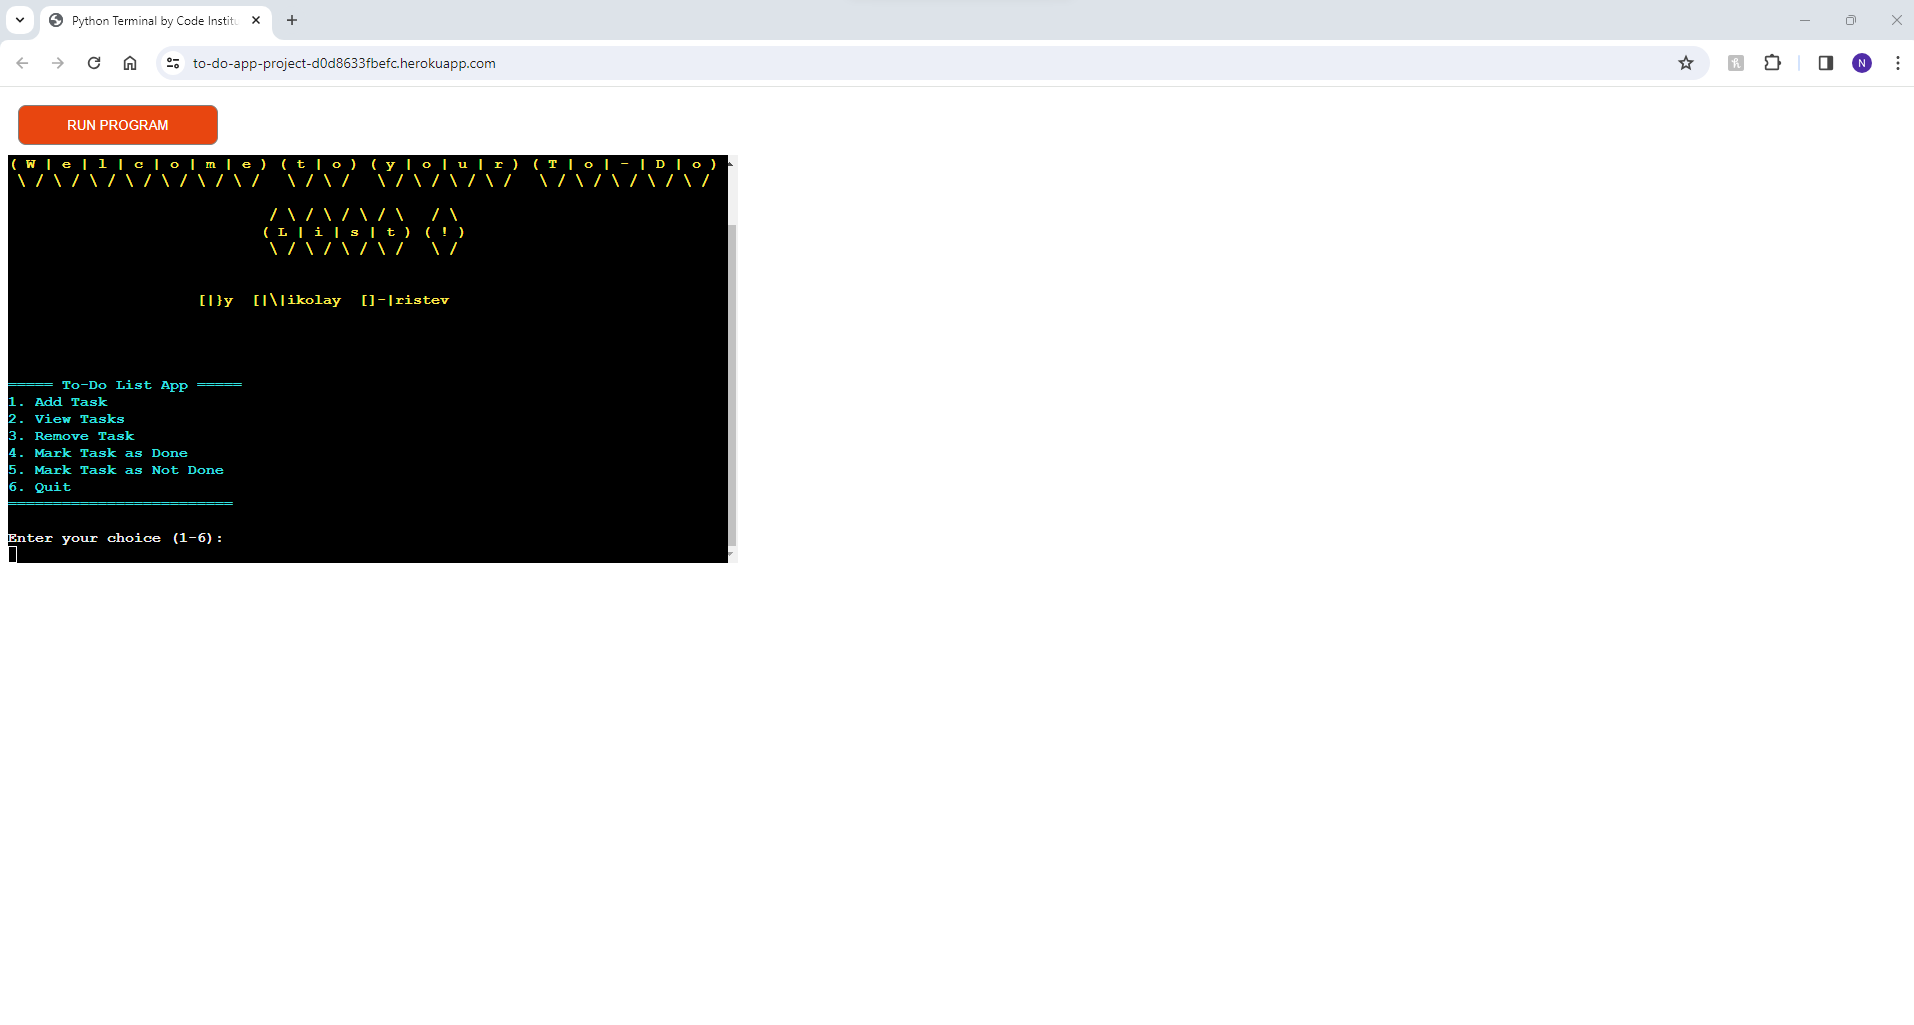 Python Terminal by Code Institu
to-do-app-project-d0d8633fbefc.herokuapp.com
N
RUN PROGRAM
( W | e | l | c | o | m | e ) ( t | o ) ( y | o | u | r ) ( T | o | - | D | o )
 \ / \ / \ / \ / \ / \ / \ /   \ / \ /   \ / \ / \ / \ /   \ / \ / \ / \ / \ /
/ \ / \ / \ / \   / \
( L | i | s | t ) ( ! )
\ / \ / \ / \ /   \ /
[|}y  [|\|ikolay  []-|ristev
===== To-Do List App =====
1. Add Task
2. View Tasks
3. Remove Task
4. Mark Task as Done
5. Mark Task as Not Done
6. Quit
=========================
Enter your choice (1-6):